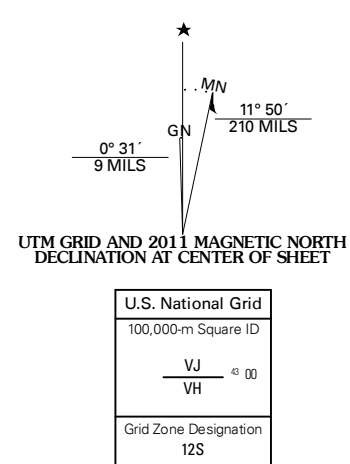 ★
MN
GN
11° 50´
210 MILS
0° 31´
9 MILS
UTM GRID AND 2011 MAGNETIC NORTH
DECLINATION AT CENTER OF SHEET
U.S. National Grid
100,000-m Square ID
VJ
43 00
VH
Grid Zone Designation
12S